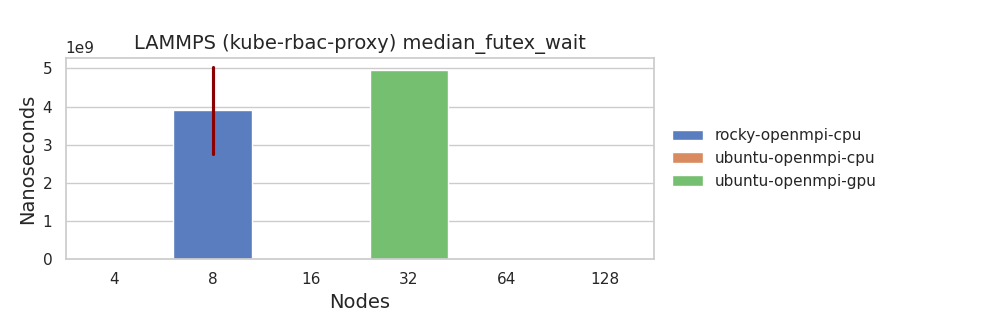 LAMMPS (kube-rbac-proxy) median_futex_wait
1e9
5
4
3
2
1
0
Nanoseconds
4 8 16 32 64 128
Nodes
rocky-openmpi-cpu
ubuntu-openmpi-cpu
ubuntu-openmpi-gpu